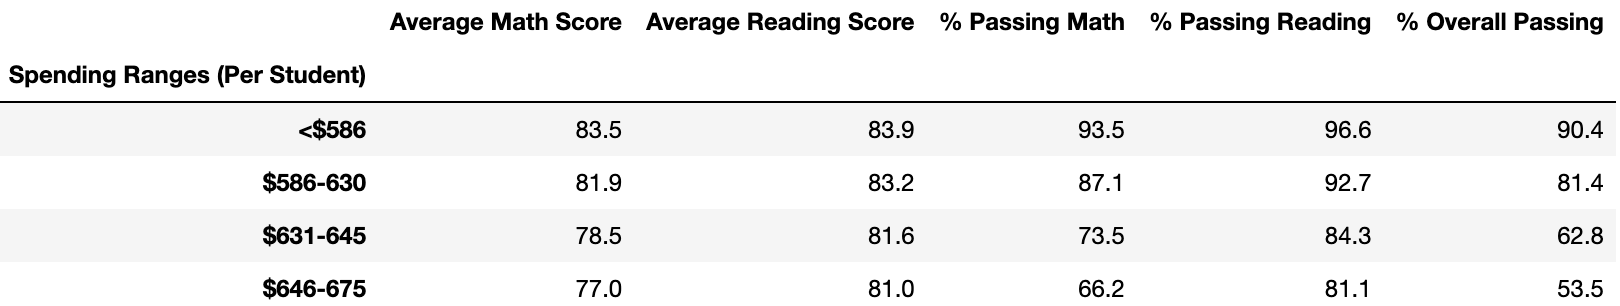 Average Math Score Average Reading Score % Passing Math % Passing Reading % Overall Passing
Spending Ranges (Per Student)
<$586 83.5 83.9 93.5 96.6 90.4
$586-630 81.9 83.2 87.1 92.7 81.4
$631-645 78.5 81.6 73.5 84.3 62.8
$646-675 77.0 81.0 66.2 81.1 53.5